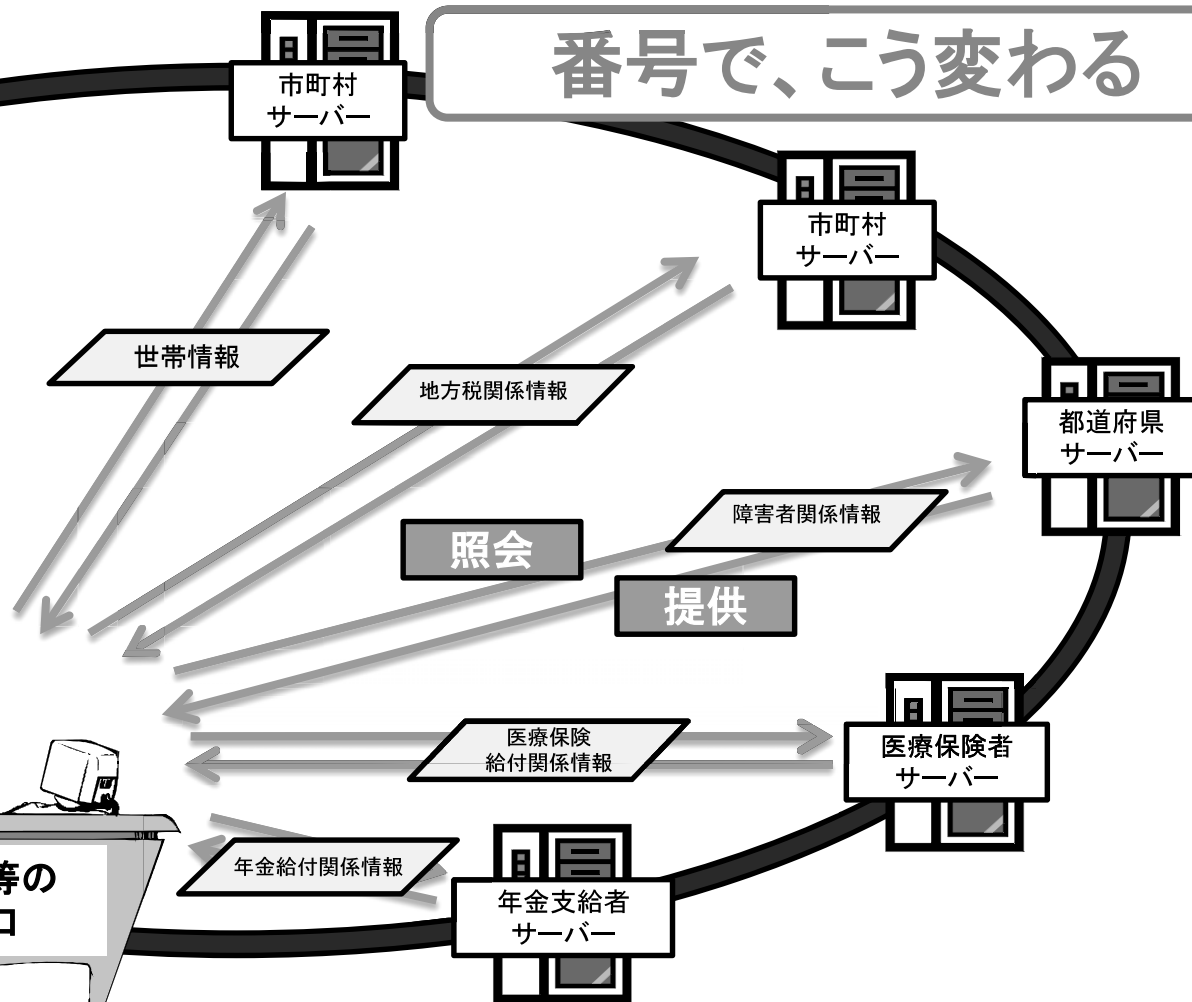 番号で、こう変わる
市町村
サーバー
市町村
サーバー
世帯情報
地方税関係情報
都道府県
サーバー
障害者関係情報
照会
提供
医療保険
給付関係情報
医療保険者
サーバー
年金給付関係情報
年金支給者
サーバー
等の
口